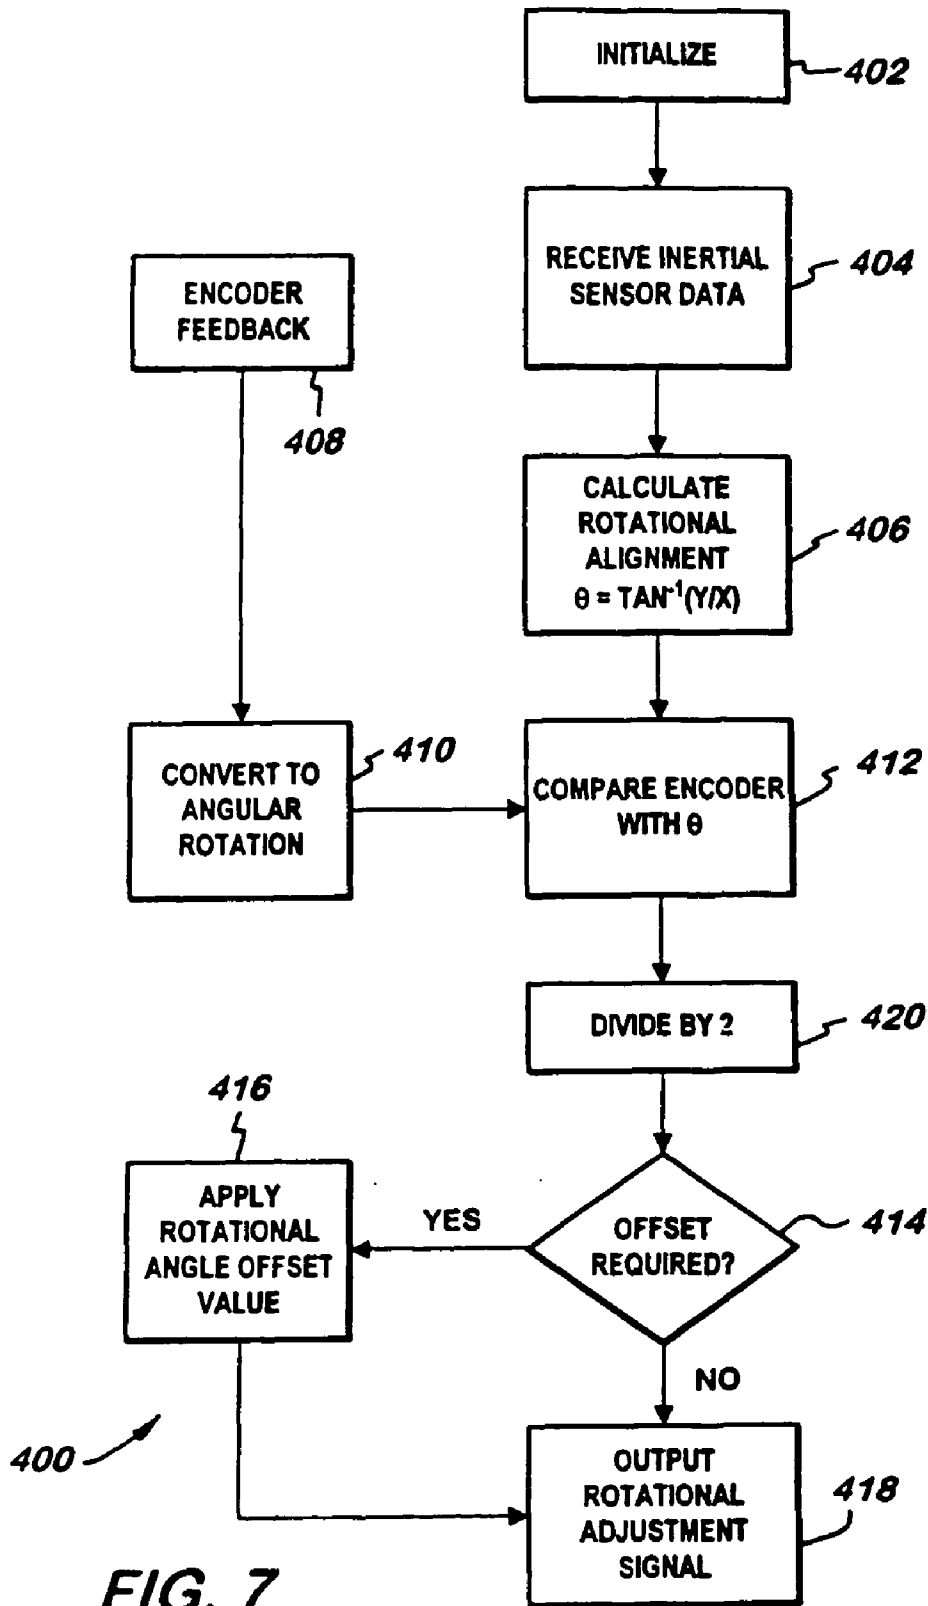 INITIALIZE
402
RECEIVE INERTIAL
SENSOR DATA
404
ENCODER
FEEDBACK
408
CALCULATE
ROTATIONAL
ALIGNMENT
θ = TAN⁻¹(Y/X)
406
CONVERT TO
ANGULAR
ROTATION
410
COMPARE ENCODER
WITH θ
412
DIVIDE BY 2
420
416
APPLY
ROTATIONAL
ANGLE OFFSET
VALUE
YES
OFFSET
REQUIRED?
414
NO
400
OUTPUT
ROTATIONAL
ADJUSTMENT
SIGNAL
418
FIG. 7